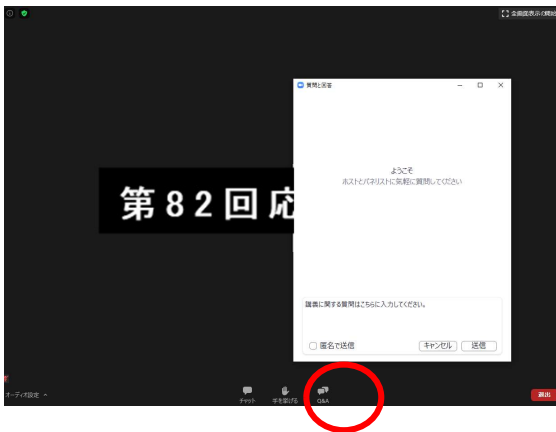 全画面表示の開始
質問と回答
ようこそ
ホストとパネリストに気軽に質問してください
第82回応
講義に関する質問はこちらに入力してください。
匿名で送信
キャンセル
送信
オーディオ設定
チャット
手を挙げる
Q&A
退出